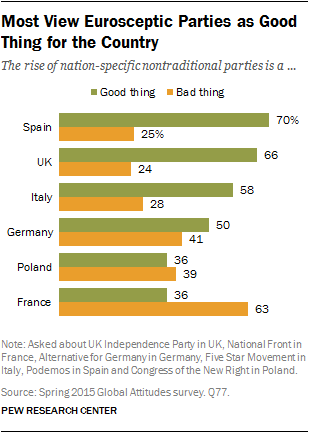 Most View Eurosceptic Parties as Good
Thing for the Country
The rise of nation-specific nontraditional parties is a ...
Good thing Bad thing
Spain 70%
25%
UK 66
24
Italy 58
28
Germany 50
41
Poland 36
39
France 36
63
Note: Asked about UK Independence Party in UK, National Front in
France, Alternative for Germany in Germany, Five Star Movement in
Italy, Podemos in Spain and Congress of the New Right in Poland.
Source: Spring 2015 Global Attitudes survey. Q77.
PEW RESEARCH CENTER